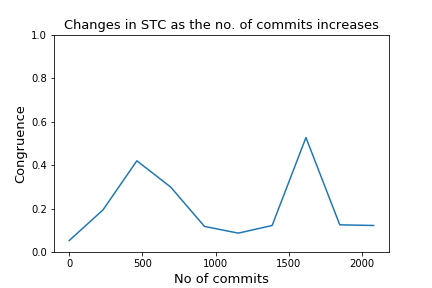 Changes in STC as the no. of commits increases
1.0
0.8
0.6
0.4
0.2
0.0
Congruence
0 500 1000 1500 2000
No of commits